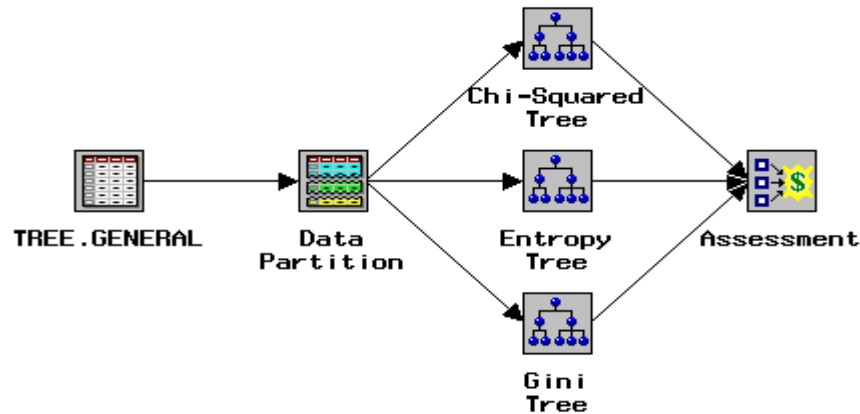 Chi-Squared
Tree
TREE.GENERAL
Data
Partition
Entropy
Tree
Assessment
Gini
Tree